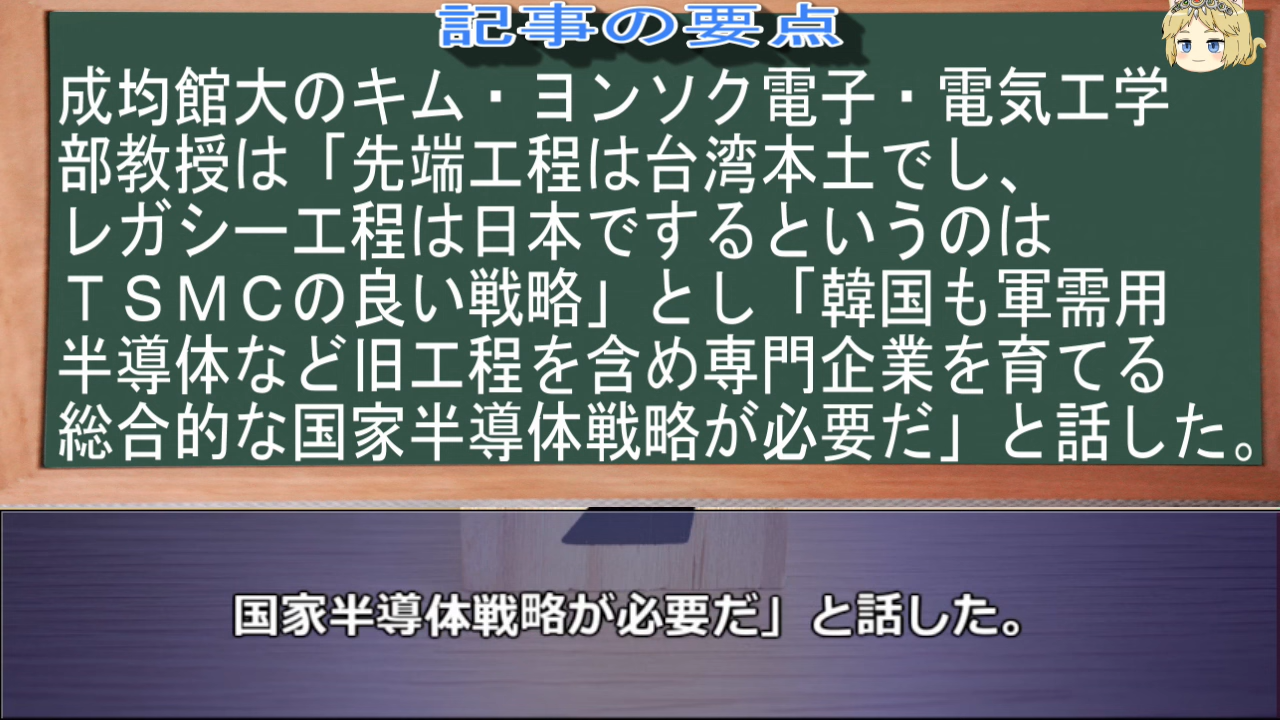 記事の要点
成均館大のキム・ヨンソク電子・電気工学
部教授は「先端工程は台湾本土でし、
レガシー工程は日本でするというのは
ＴＳＭＣの良い戦略」とし「韓国も軍需用
半導体など旧工程を含め専門企業を育てる
総合的な国家半導体戦略が必要だ」と話した。
国家半導体戦略が必要だ」と話した。